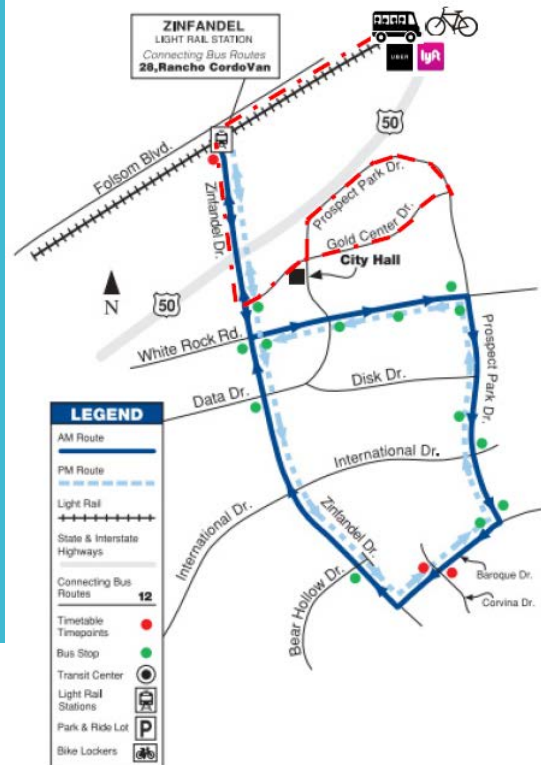 ZINFANDEL
LIGHT RAIL STATION
Connecting Bus Routes
28,Rancho CordoVan
UBER
lyft
50
Folsom Blvd.
Zinfandel Dr.
Prospect Park Dr.
Gold Center Dr.
City Hall
N
50
White Rock Rd.
Prospect Park Dr.
Data Dr.
Disk Dr.
International Dr.
International Dr.
Zinfandel Dr.
Bear Hollow Dr.
Baroque Dr.
Corvina Dr.
LEGEND
AM Route
PM Route
Light Rail
State & Interstate
Highways
Connecting Bus
Routes 12
Timetable
Timepoints
Bus Stop
Transit Center
Light Rail
Stations
Park & Ride Lot P
Bike Lockers